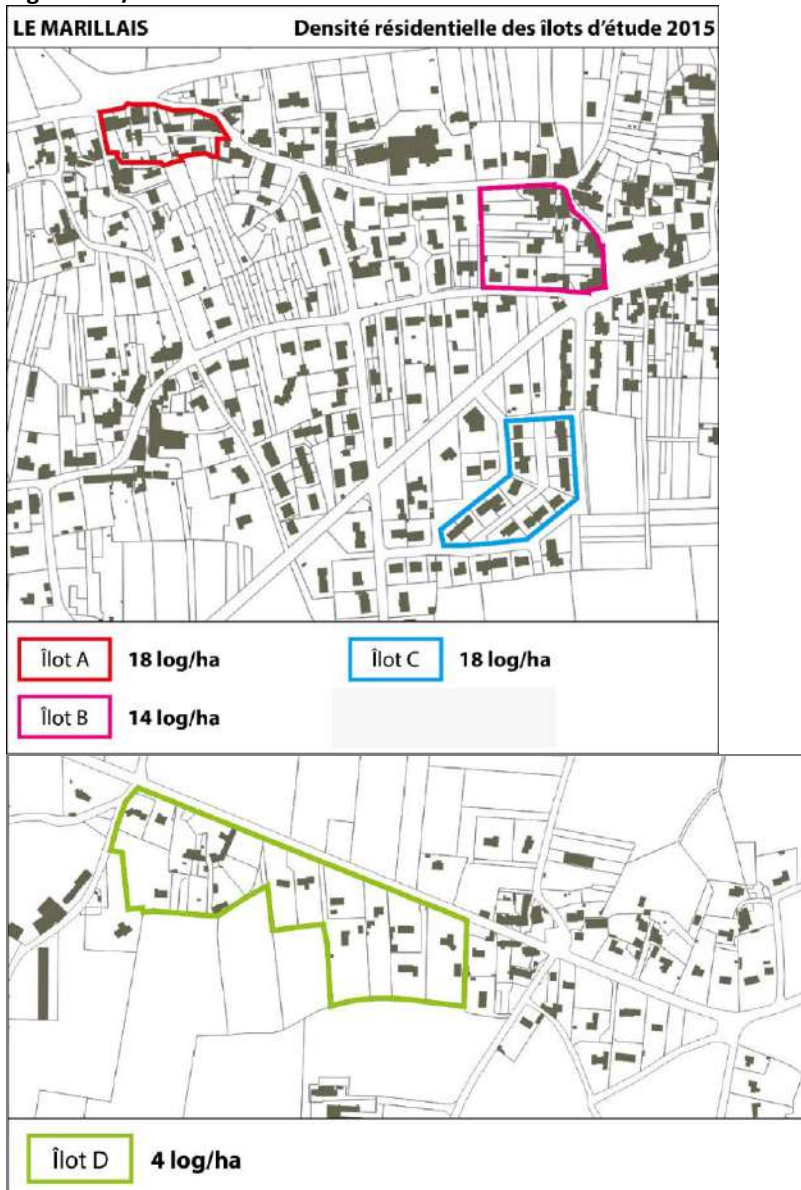 LE MARILLAIS Densité résidentielle des îlots d'étude 2015
Îlot A 18 log/ha Îlot C 18 log/ha
Îlot B 14 log/ha
Îlot D 4 log/ha